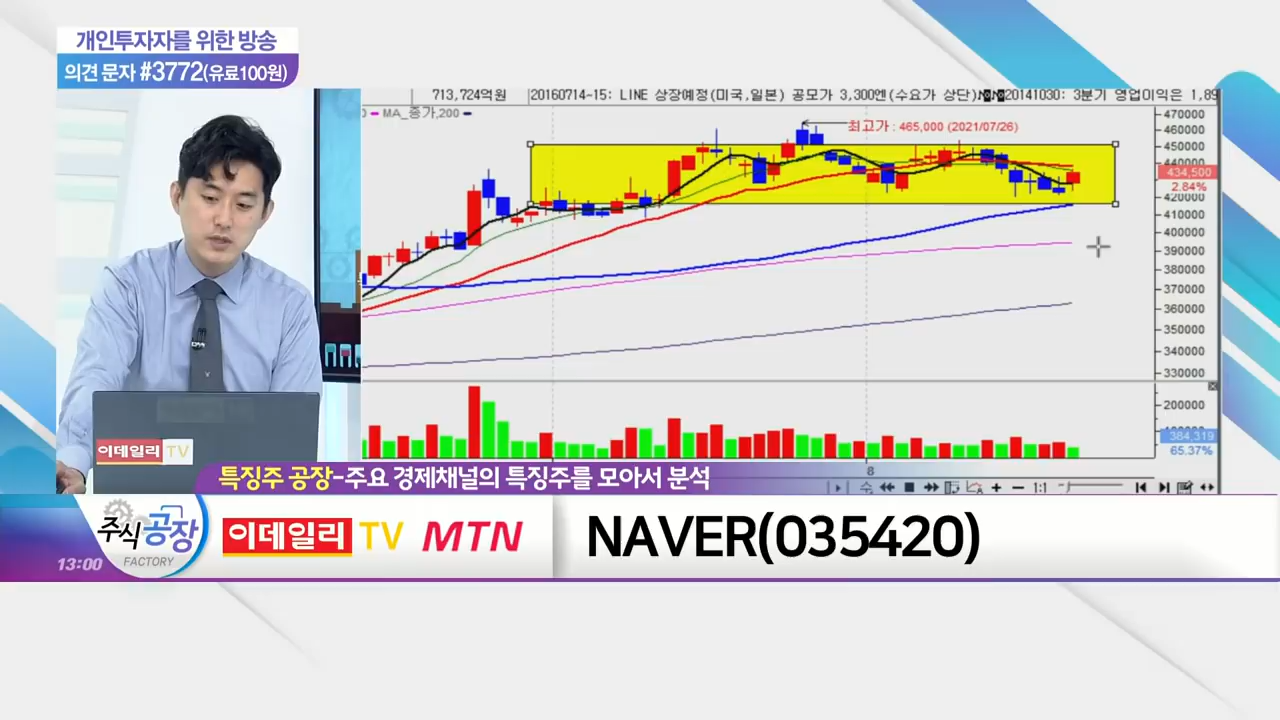 개인투자자를 위한 방송
의견 문자 #3772(유료100원)
713,724억원
20160714-15: LINE 상장예정(미국,일본) 공모가 3,300엔(수요가 상단)
20141030: 3분기 영업이익은 1,89
MA_종가,200
최고가 : 465,000 (2021/07/26)
470000
460000
450000
440000
434,500
2.84%
420000
410000
400000
390000
380000
370000
360000
350000
340000
330000
200000
384,319
65.37%
8
1:1
이데일리 TV
특징주 공장-주요 경제채널의 특징주를 모아서 분석
주식공장
FACTORY
13:00
이데일리 TV MTN
NAVER(035420)